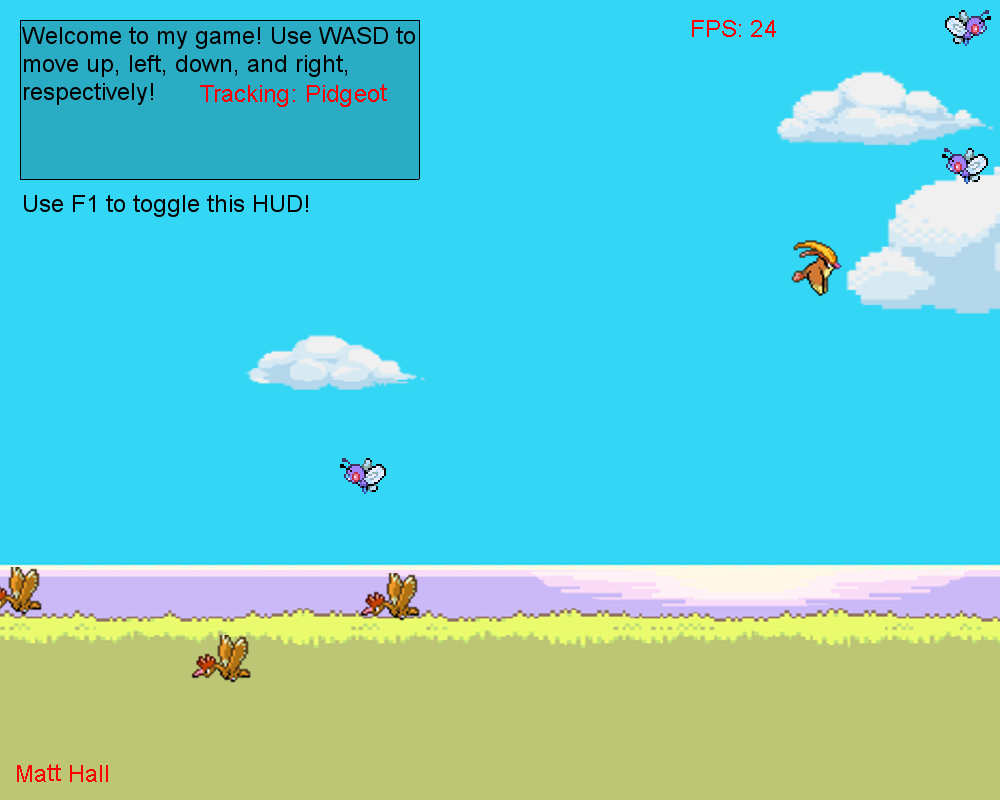 Welcome to my game! Use WASD to
move up, left, down, and right,
respectively!
Tracking: Pidgeot
Use F1 to toggle this HUD!
FPS: 24
Matt Hall